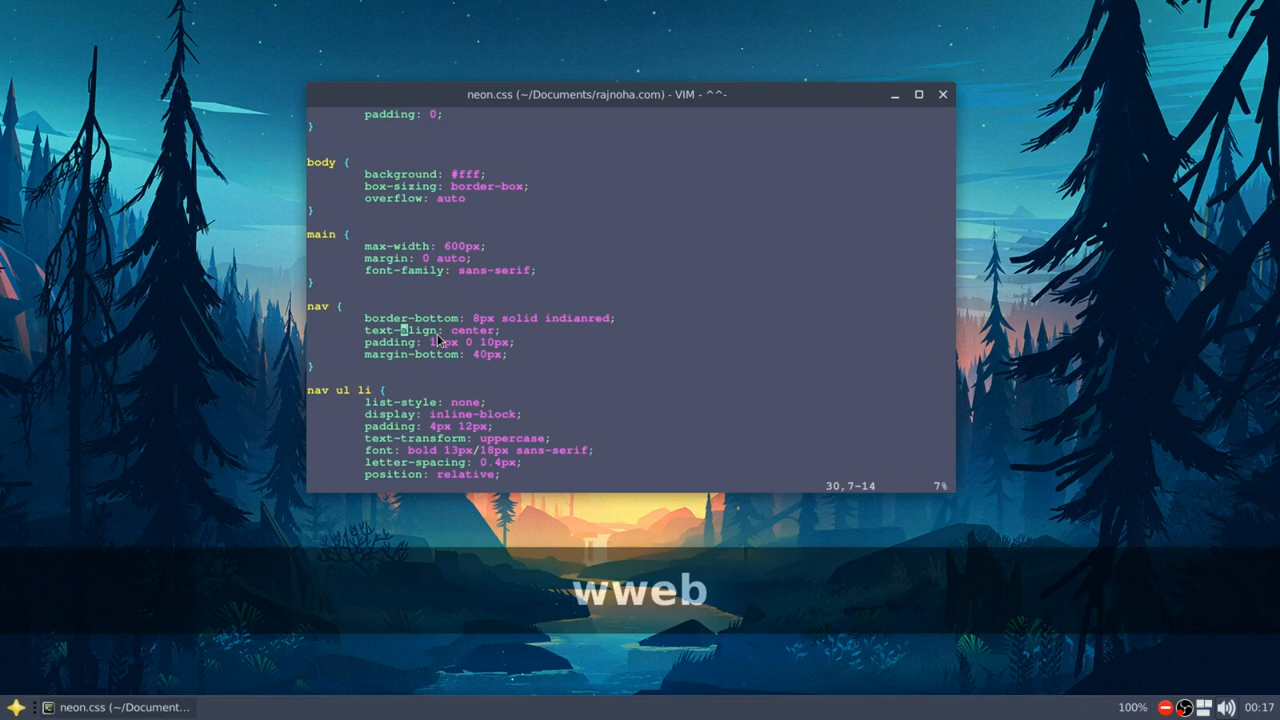 neon.css (~/Documents/rajnoha.com) - VIM - ^^-
padding: 0;
}
body {
background: #fff;
box-sizing: border-box;
overflow: auto
}
main {
max-width: 600px;
margin: 0 auto;
font-family: sans-serif;
}
nav {
border-bottom: 8px solid indianred;
text-align: center;
padding: px 0 10px;
margin-bottom: 40px;
}
nav ul li {
list-style: none;
display: inline-block;
padding: 4px 12px;
text-transform: uppercase;
font: bold 13px/18px sans-serif;
letter-spacing: 0.4px;
position: relative;
30,7-14 7%
wweb
neon.css (~/Document...
100%
00:17